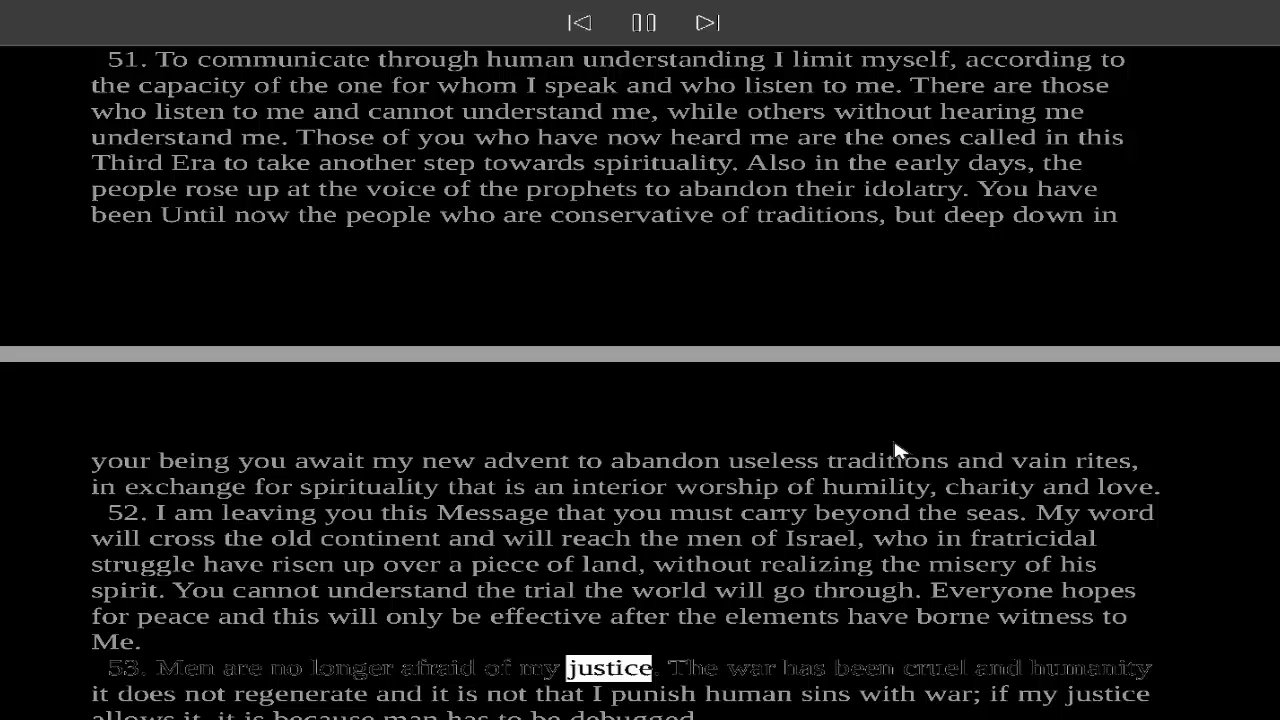 51. To communicate through human understanding I limit myself, according to
the capacity of the one for whom I speak and who listen to me. There are those
who listen to me and cannot understand me, while others without hearing me
understand me. Those of you who have now heard me are the ones called in this
Third Era to take another step towards spirituality. Also in the early days, the
people rose up at the voice of the prophets to abandon their idolatry. You have
been Until now the people who are conservative of traditions, but deep down in
your being you await my new advent to abandon useless traditions and vain rites,
in exchange for spirituality that is an interior worship of humility, charity and love.
52. I am leaving you this Message that you must carry beyond the seas. My word
will cross the old continent and will reach the men of Israel, who in fratricidal
struggle have risen up over a piece of land, without realizing the misery of his
spirit. You cannot understand the trial the world will go through. Everyone hopes
for peace and this will only be effective after the elements have borne witness to
Me.
53. Men are no longer afraid of my justice. The war has been cruel and humanity
it does not regenerate and it is not that I punish human sins with war; if my justice
allows it, it is because man has to be debugged.